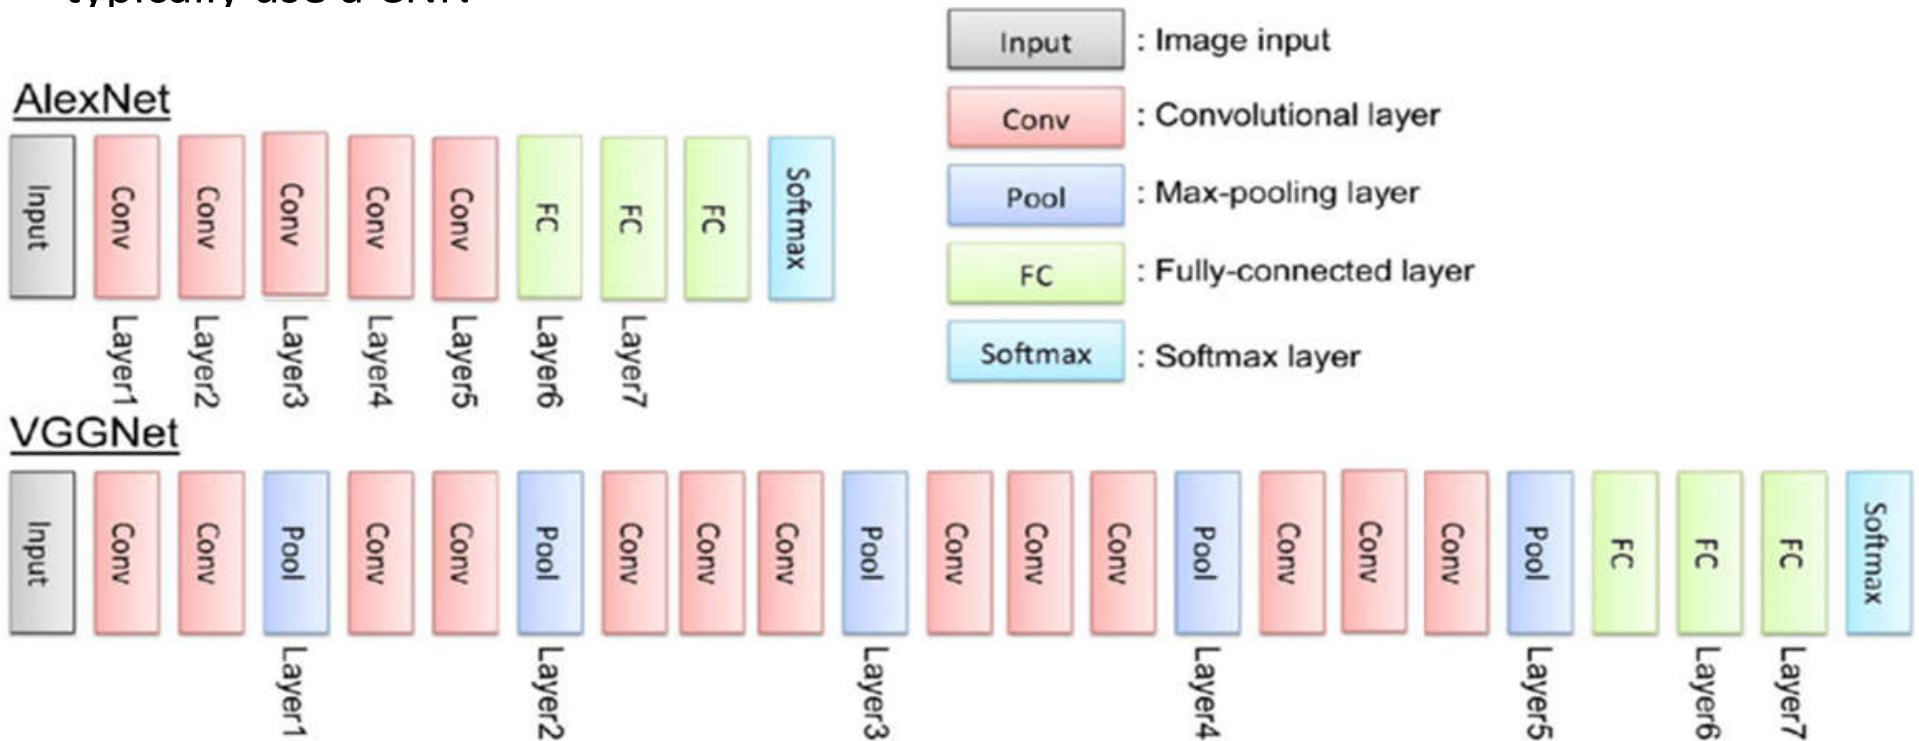 typically use a CNN
AlexNet
Input Conv Conv Conv Conv Conv FC FC FC Softmax
Layer1 Layer2 Layer3 Layer4 Layer5 Layer6 Layer7
Input : Image input
Conv : Convolutional layer
Pool : Max-pooling layer
FC : Fully-connected layer
Softmax : Softmax layer
VGGNet
Input Conv Conv Pool Conv Conv Pool Conv Conv Conv Pool Conv Conv Conv Pool Conv Conv Conv Pool FC FC FC Softmax
Layer1 Layer2 Layer3 Layer4 Layer5 Layer6 Layer7